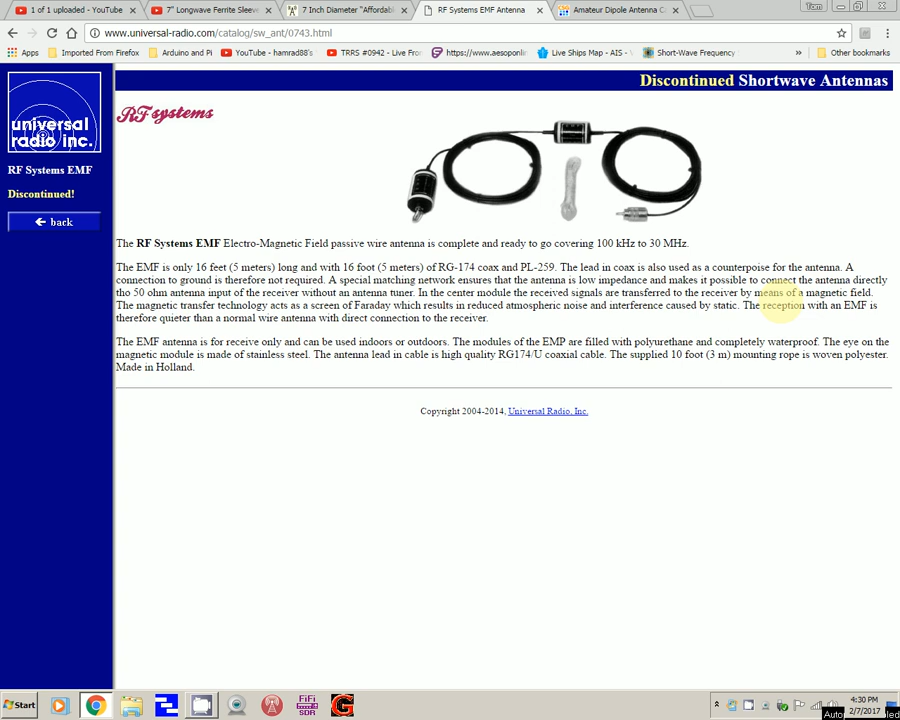 1 of 1 uploaded - YouTube
7" Longwave Ferrite Sleeve
7 Inch Diameter "Affordabl
RF Systems EMF Antenna
Amateur Dipole Antenna C
Tom
www.universal-radio.com/catalog/sw_ant/0743.html
Apps
Imported From Firefox
Arduino and Pi
YouTube - hamrad88's
TRRS #0942 - Live Fro
https://www.aesoponlin
Live Ships Map - AIS -
Short-Wave Frequency
»
Other bookmarks
universal
radio inc.
RF Systems EMF
Discontinued!
back
Discontinued Shortwave Antennas
RF systems
The RF Systems EMF Electro-Magnetic Field passive wire antenna is complete and ready to go covering 100 kHz to 30 MHz.
The EMF is only 16 feet (5 meters) long and with 16 foot (5 meters) of RG-174 coax and PL-259. The lead in coax is also used as a counterpoise for the antenna. A
connection to ground is therefore not required. A special matching network ensures that the antenna is low impedance and makes it possible to connect the antenna directly
tho 50 ohm antenna input of the receiver without an antenna tuner. In the center module the received signals are transferred to the receiver by means of a magnetic field.
The magnetic transfer technology acts as a screen of Faraday which results in reduced atmospheric noise and interference caused by static. The reception with an EMF is
therefore quieter than a normal wire antenna with direct connection to the receiver.
The EMF antenna is for receive only and can be used indoors or outdoors. The modules of the EMP are filled with polyurethane and completely waterproof. The eye on the
magnetic module is made of stainless steel. The antenna lead in cable is high quality RG174/U coaxial cable. The supplied 10 foot (3 m) mounting rope is woven polyester.
Made in Holland.
Copyright 2004-2014, Universal Radio, Inc.
Start
FiFi
SDR
G
4:30 PM
2/7/2017